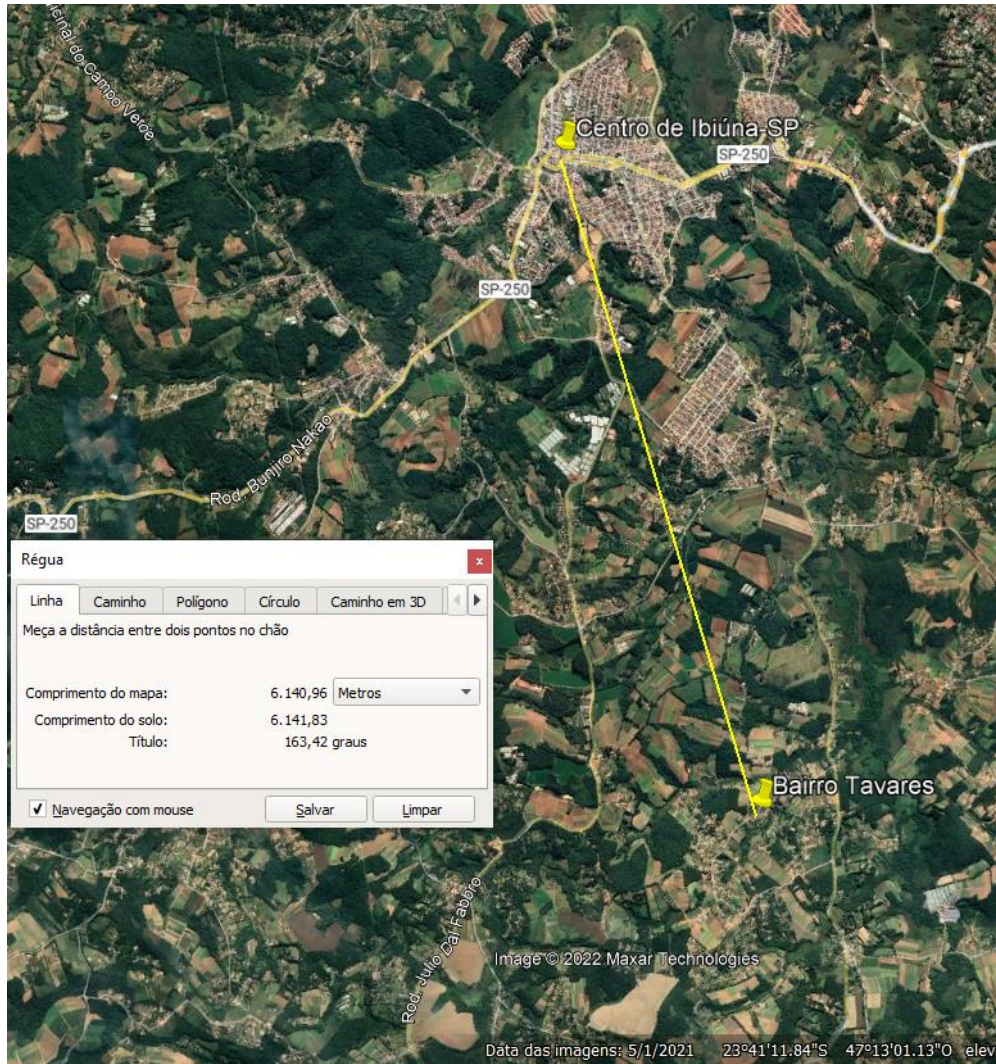 cinal do Campo Verde
Centro de Ibiúna-SP
SP-250
SP-250
Rod. Bunjiro Nakao
SP-250
Régua
x
Linha
Caminho
Polígono
Círculo
Caminho em 3D
Meça a distância entre dois pontos no chão
Comprimento do mapa: 6.140,96 Metros
Comprimento do solo: 6.141,83
Título: 163,42 graus
Navegação com mouse
Salvar
Limpar
Bairro Tavares
Rod. Julio Dal Fabbro
Image © 2022 Maxar Technologies
Data das imagens: 5/1/2021 23°41'11.84"S 47°13'01.13"O elev